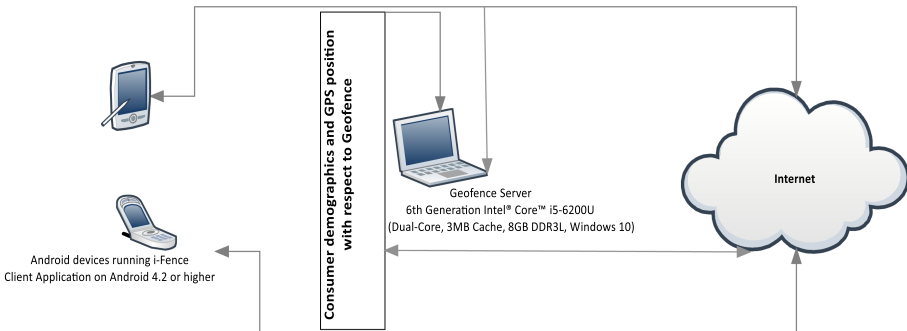 Consumer demographics and GPS position
with respect to Geofence
Geofence Server
6th Generation Intel® Core™ i5-6200U
(Dual-Core, 3MB Cache, 8GB DDR3L, Windows 10)
Internet
Android devices running i-Fence
Client Application on Android 4.2 or higher